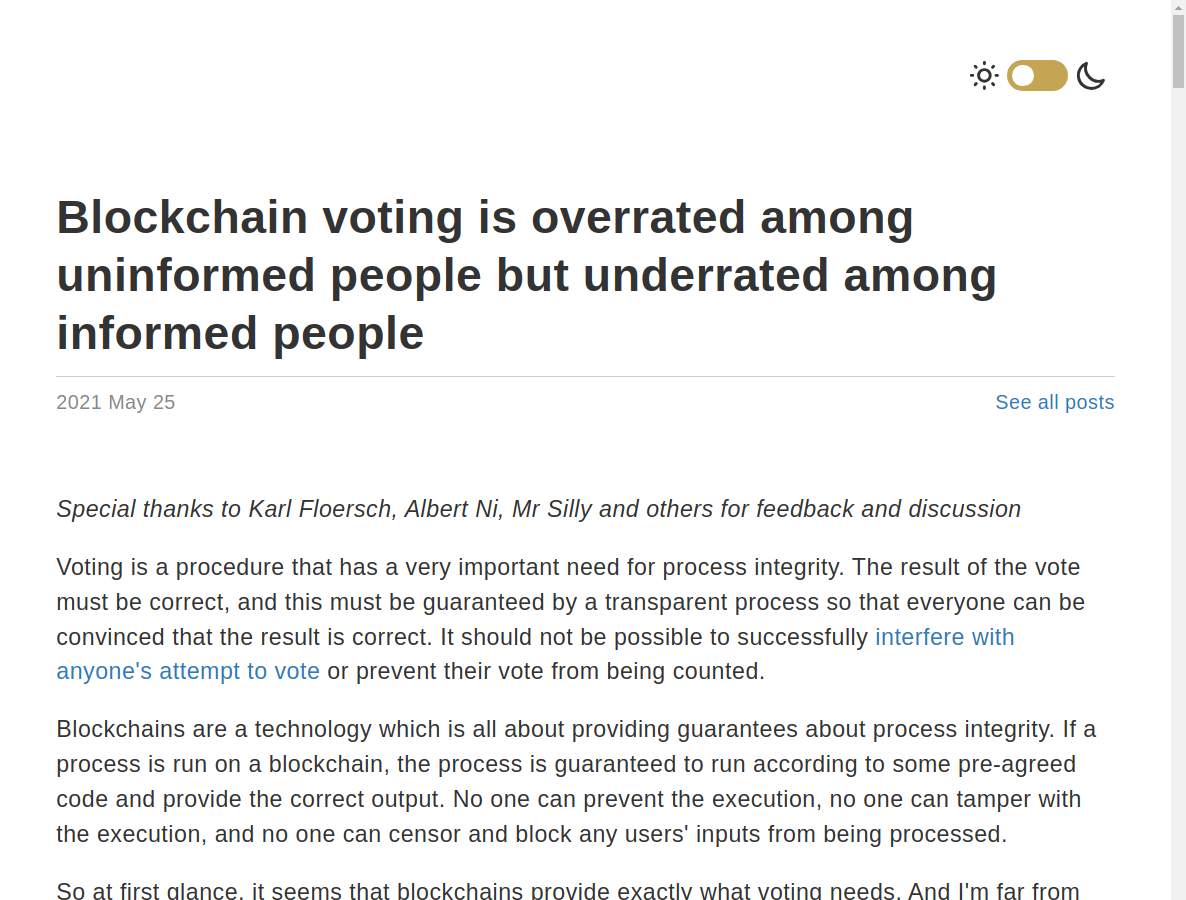 Blockchain voting is overrated among
uninformed people but underrated among
informed people
2021 May 25
See all posts
Special thanks to Karl Floersch, Albert Ni, Mr Silly and others for feedback and discussion
Voting is a procedure that has a very important need for process integrity. The result of the vote
must be correct, and this must be guaranteed by a transparent process so that everyone can be
convinced that the result is correct. It should not be possible to successfully interfere with
anyone's attempt to vote or prevent their vote from being counted.
Blockchains are a technology which is all about providing guarantees about process integrity. If a
process is run on a blockchain, the process is guaranteed to run according to some pre-agreed
code and provide the correct output. No one can prevent the execution, no one can tamper with
the execution, and no one can censor and block any users' inputs from being processed.
So at first glance, it seems that blockchains provide exactly what voting needs. And I'm far from